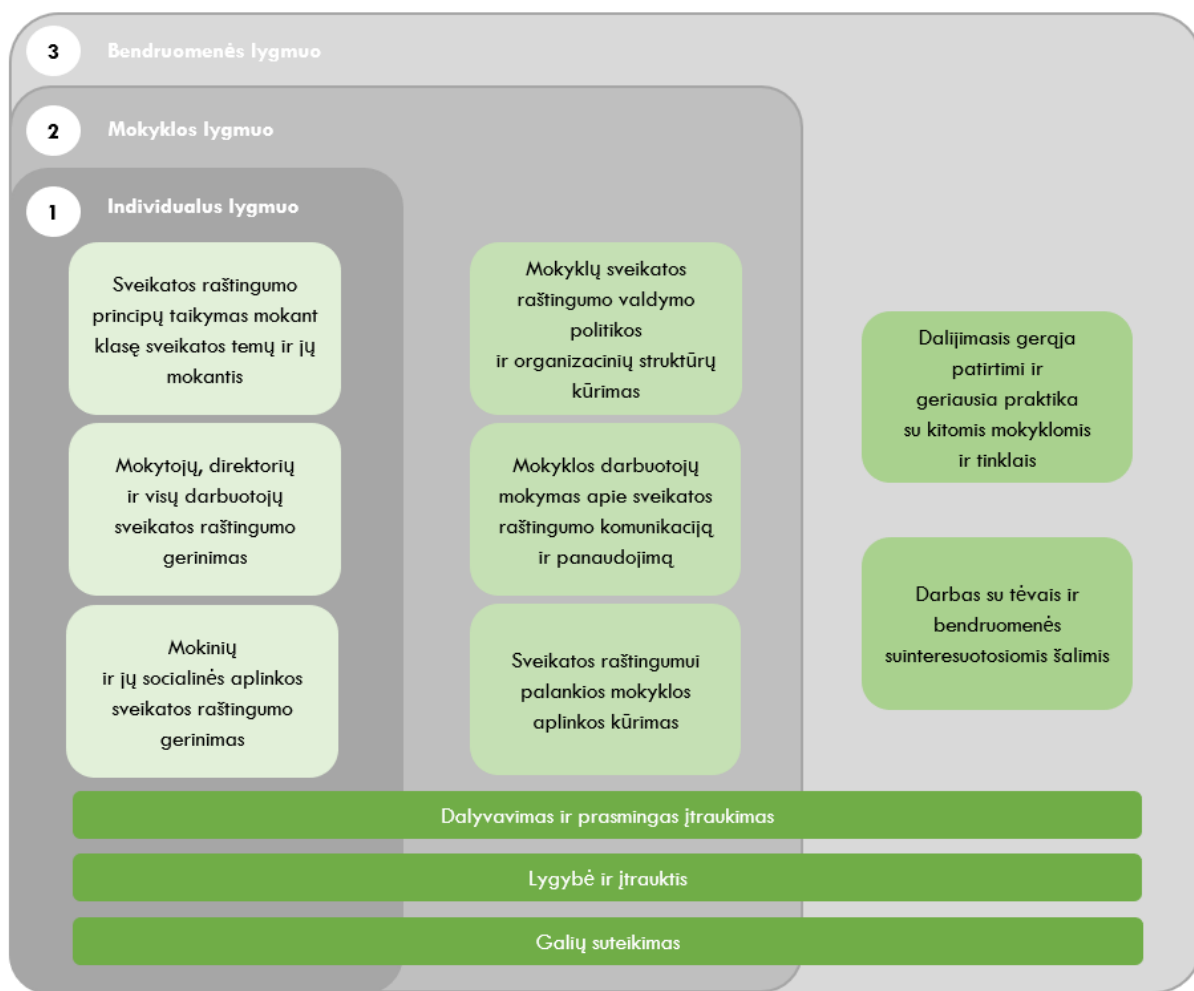 3
Bendruomenės lygmuo
2
Mokyklos lygmuo
1
Individualus lygmuo
Sveikatos raštingumo
principų taikymas mokant
klasę sveikatos temų ir jų
mokantis
Mokytojų, direktorių
ir visų darbuotojų
sveikatos raštingumo
gerinimas
Mokinių
ir jų socialinės aplinkos
sveikatos raštingumo
gerinimas
Mokyklų sveikatos
raštingumo valdymo
politikos
ir organizacinių struktūrų
kūrimas
Mokyklos darbuotojų
mokymas apie sveikatos
raštingumo komunikaciją
ir panaudojimą
Sveikatos raštingumui
palankios mokyklos
aplinkos kūrimas
Dalijimasis gerąja
patirtimi ir
geriausia praktika
su kitomis mokyklomis
ir tinklais
Darbas su tėvais ir
bendruomenės
suinteresuotosiomis šalimis
Dalyvavimas ir prasmingas įtraukimas
Lygybė ir įtrauktis
Galių suteikimas